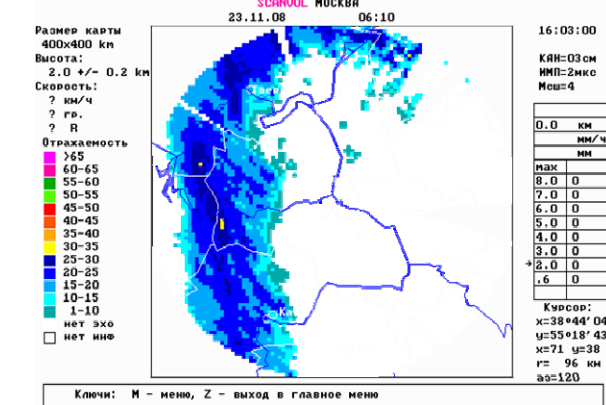 SCANVOL МОСКВА
23.11.08 06:10
Размер карты
400x400 km
Высота:
2.0 +/- 0.2 km
Скорость:
? км/ч
? гр.
? R
Отражаемость
>65
60-65
55-60
50-55
45-50
40-45
35-40
30-35
25-30
20-25
15-20
10-15
1-10
нет эхо
нет инф
Твер
Ка
16:03:00
КАН=03см
ИМП=2мкс
Меш=4
0.0 км
мм/ч
мм
max
8.0 0
7.0 0
6.0 0
5.0 0
4.0 0
3.0 0
→2.0 0
.6 0
Курсор:
x=38°44'04
y=55°18'43
x=71 y=38
r= 96 км
аз=120
Ключи: M - меню, Z - выход в главное меню